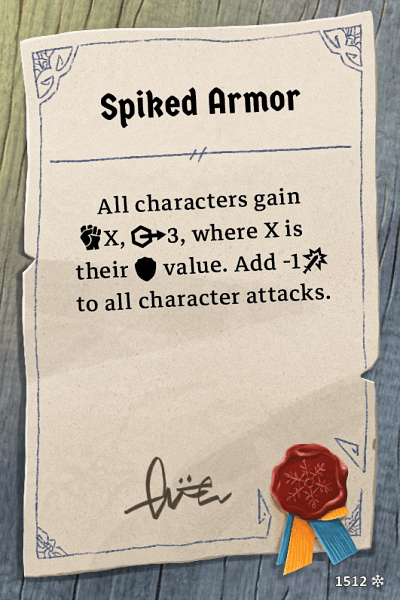 Spiked Armor
All characters gain
X, 3, where X is
their value. Add -1
to all character attacks.
1512